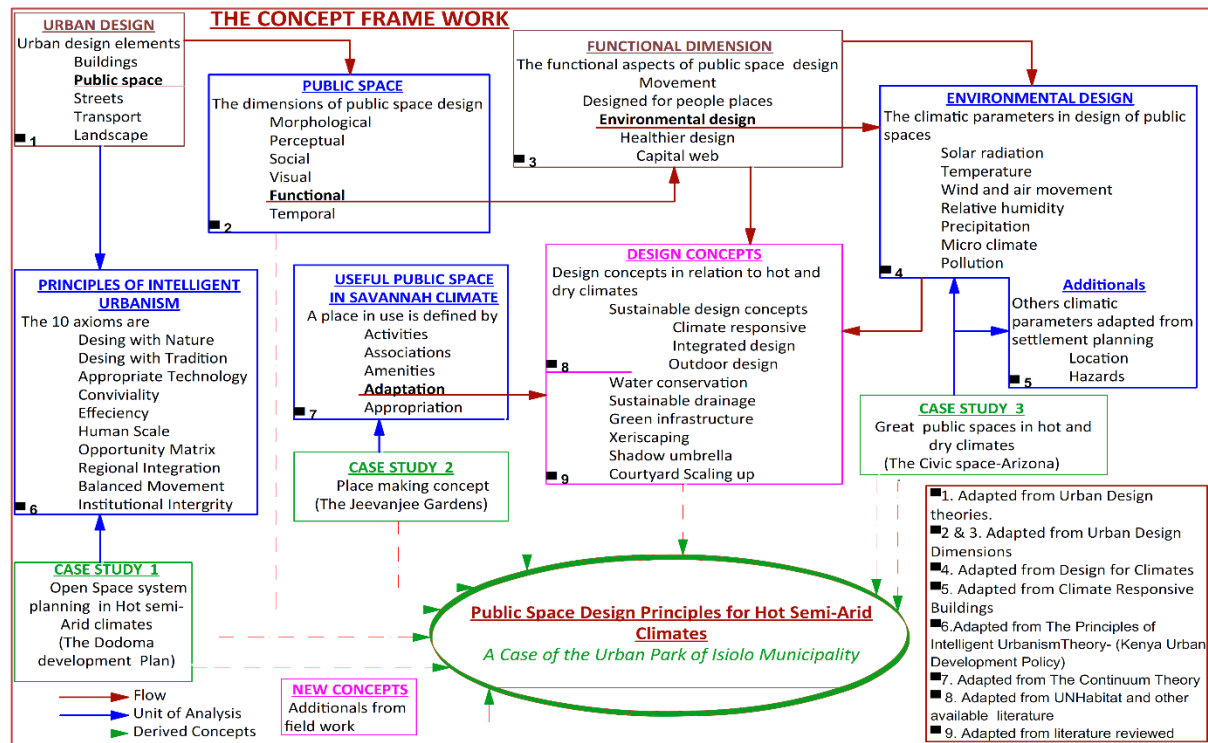 THE CONCEPT FRAME WORK
URBAN DESIGN
Urban design elements
Buildings
Public space
Streets
Transport
Landscape
1
PUBLIC SPACE
The dimensions of public space design
Morphological
Perceptual
Social
Visual
Functional
Temporal
2
FUNCTIONAL DIMENSION
The functional aspects of public space design
Movement
Designed for people places
Environmental design
Healthier design
Capital web
3
ENVIRONMENTAL DESIGN
The climatic parameters in design of public
spaces
Solar radiation
Temperature
Wind and air movement
Relative humidity
Precipitation
Micro climate
Pollution
4
Additionals
Others climatic
parameters adapted from
settlement planning
Location
Hazards
5
PRINCIPLES OF INTELLIGENT
URBANISM
The 10 axioms are
Desing with Nature
Desing with Tradition
Appropriate Technology
Conviviality
Effeciency
Human Scale
Opportunity Matrix
Regional Integration
Balanced Movement
Institutional Intergrity
6
USEFUL PUBLIC SPACE
IN SAVANNAH CLIMATE
A place in use is defined by
Activities
Associations
Amenities
Adaptation
Appropriation
7
DESIGN CONCEPTS
Design concepts in relation to hot and
dry climates
Sustainable design concepts
Climate responsive
Integrated design
Outdoor design
8
Water conservation
Sustainable drainage
Green infrastructure
Xeriscaping
Shadow umbrella
Courtyard Scaling up
9
CASE STUDY 1
Open Space system
planning in Hot semi-
Arid climates
(The Dodoma
development Plan)
CASE STUDY 2
Place making concept
(The Jeevanjee Gardens)
CASE STUDY 3
Great public spaces in hot and
dry climates
(The Civic space-Arizona)
Public Space Design Principles for Hot Semi-Arid
Climates
A Case of the Urban Park of Isiolo Municipality
NEW CONCEPTS
Additionals from
field work
Flow
Unit of Analysis
Derived Concepts
1. Adapted from Urban Design
theories.
2 & 3. Adapted from Urban Design
Dimensions
4. Adapted from Design for Climates
5. Adapted from Climate Responsive
Buildings
6.Adapted from The Principles of
Intelligent UrbanismTheory- (Kenya Urban
Development Policy)
7. Adapted from The Continuum Theory
8. Adapted from UNHabitat and other
available literature
9. Adapted from literature reviewed